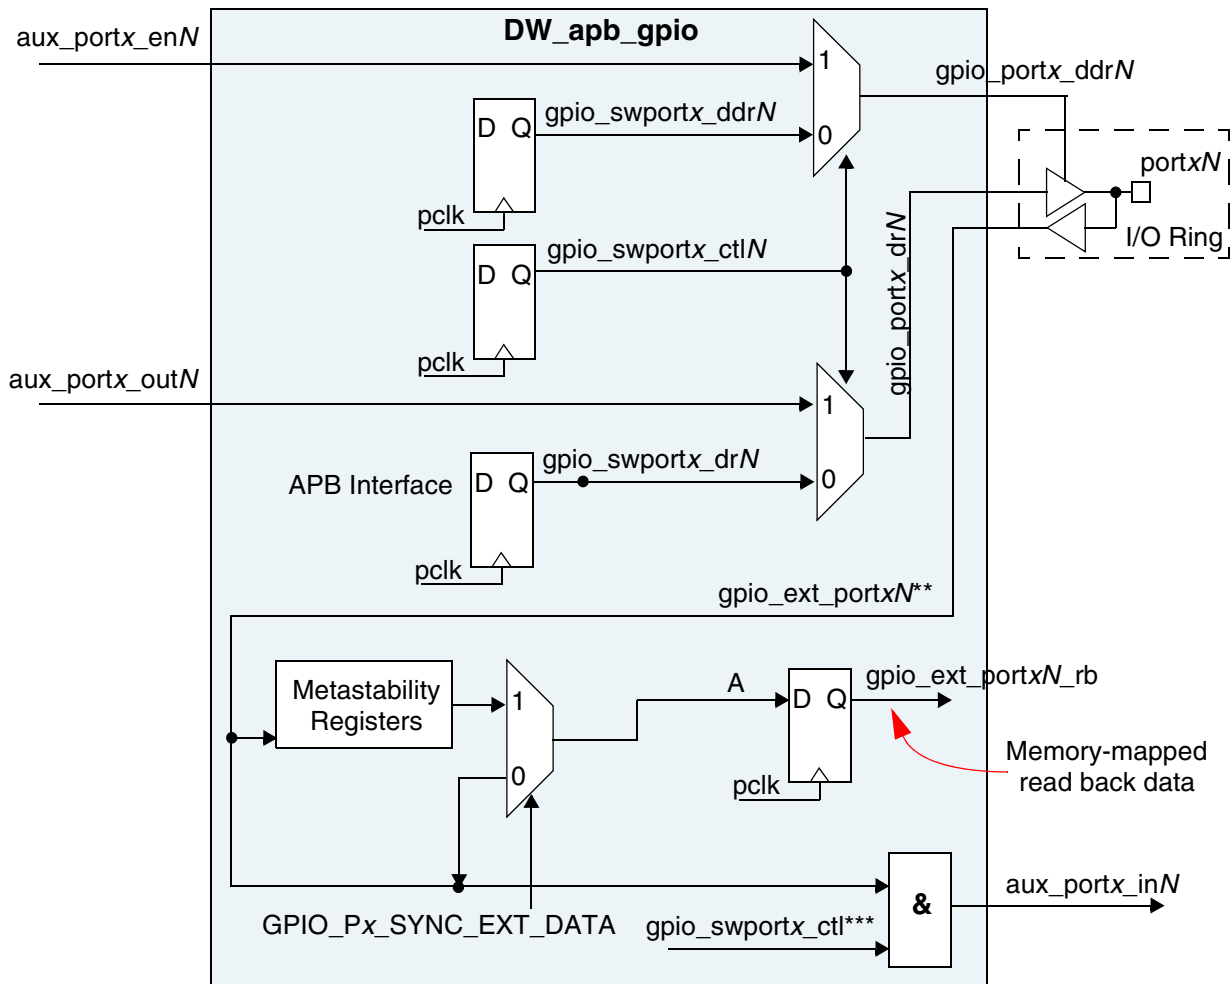 DW_apb_gpio
aux_portx_enN
1
gpio_portx_ddrN
gpio_swportx_ddrN
D Q
0
portxN
pclk
gpio_swportx_ctlN
I/O Ring
D Q
gpio_portx_drN
pclk
aux_portx_outN
1
gpio_swportx_drN
APB Interface
D Q
0
pclk
gpio_ext_portxN**
Metastability
Registers
1
A
gpio_ext_portxN_rb
D Q
0
pclk
Memory-mapped
read back data
aux_portx_inN
&
GPIO_Px_SYNC_EXT_DATA
gpio_swportx_ctl***